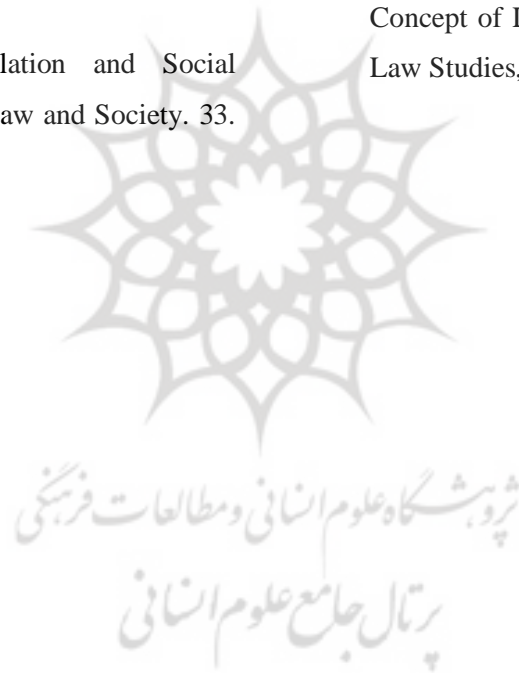 lation and Social
aw and Society. 33.
Concept of
Law Studies,
پژوهشگاه علوم انسانی و مطالعات فرهنگی
پرتال جامع علوم انسانی